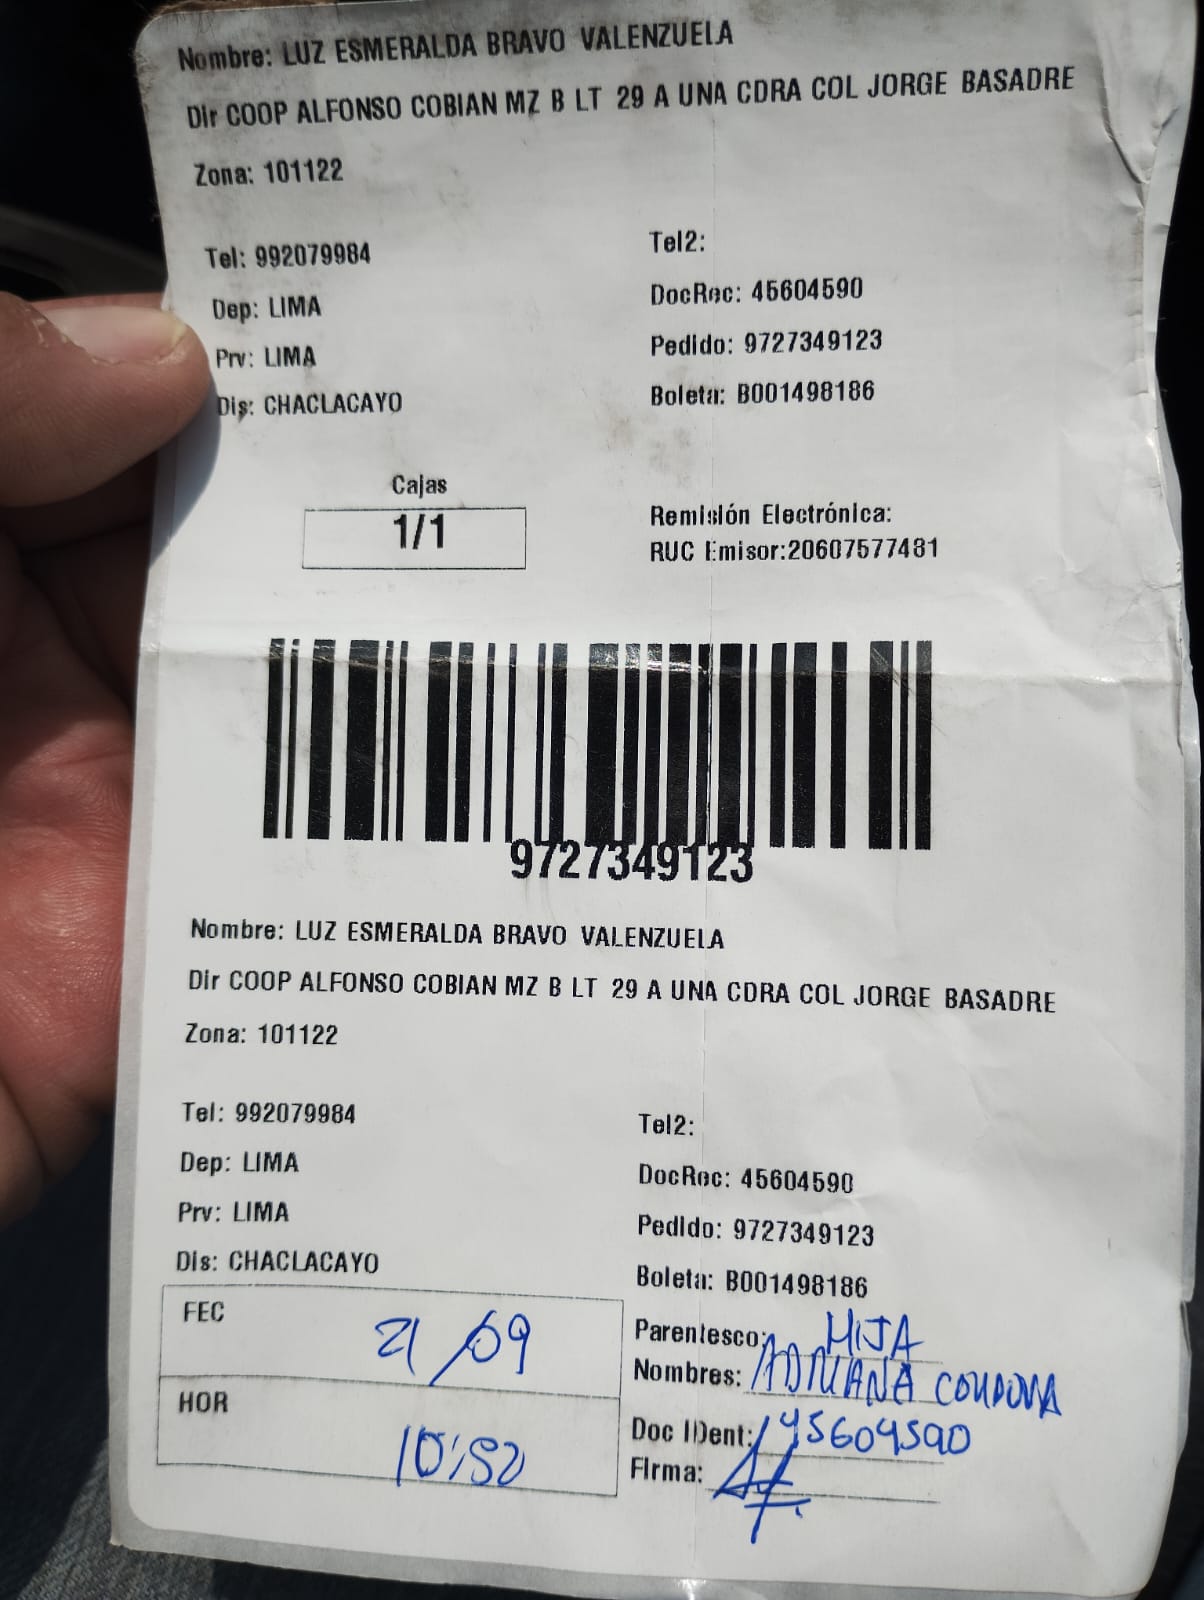 Nombre: LUZ ESMERALDA BRAVO VALENZUELA
Dir COOP ALFONSO COBIAN MZ B LT 29 A UNA CDRA COL JORGE BASADRE
Zona: 101122
Tel: 992079984
Tel2:
Dep: LIMA
DocRec: 45604590
Prv: LIMA
Pedido: 9727349123
Dis: CHACLACAYO
Boleta: B001498186
Cajas
1/1
Remisión Electrónica:
RUC Emisor:20607577481
9727349123
Nombre: LUZ ESMERALDA BRAVO VALENZUELA
Dir COOP ALFONSO COBIAN MZ B LT 29 A UNA CDRA COL JORGE BASADRE
Zona: 101122
Tel: 992079984
Tel2:
Dep: LIMA
DocRec: 45604590
Prv: LIMA
Pedido: 9727349123
Dis: CHACLACAYO
Boleta: B001498186
FEC 21/09
Parentesco: HIJA
Nombres: ADRIANA CORDOVA
HOR 10:50
Doc IDent: 45604590
Firma: